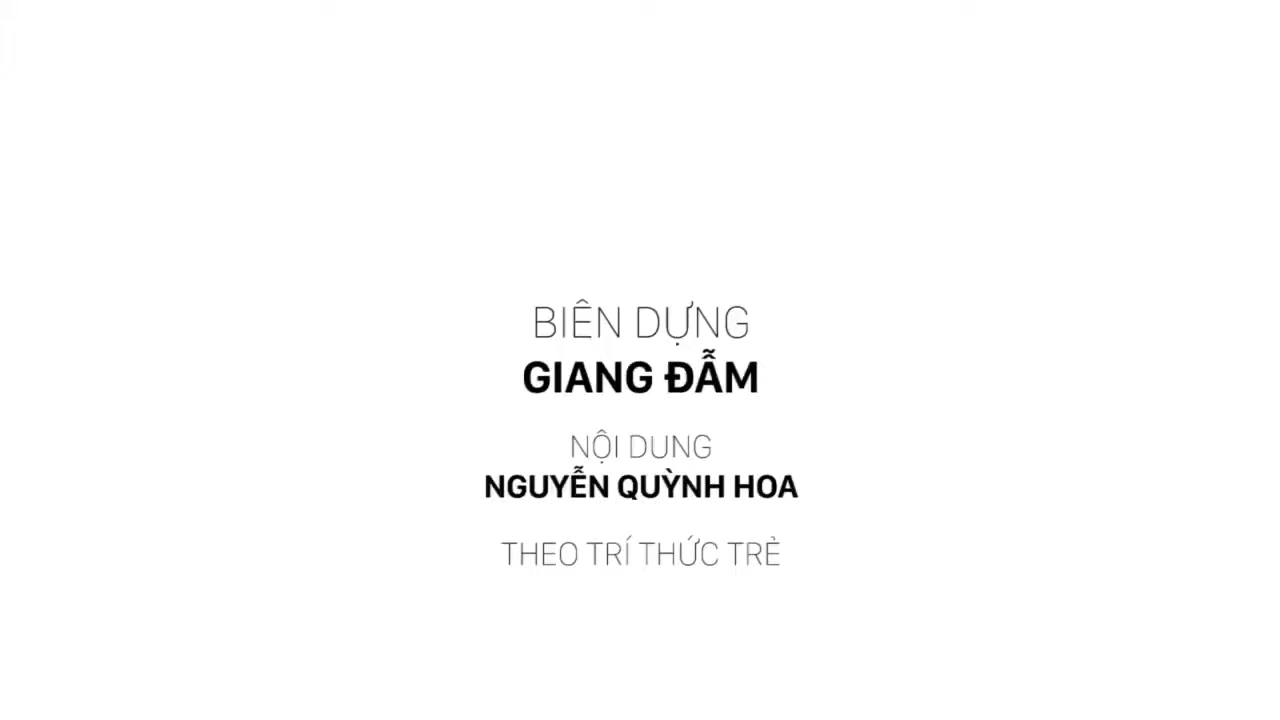 BIÊN DỰNG
GIANG ĐẪM
NỘI DUNG
NGUYỄN QUỲNH HOA
THEO TRÍ THỨC TRẺ